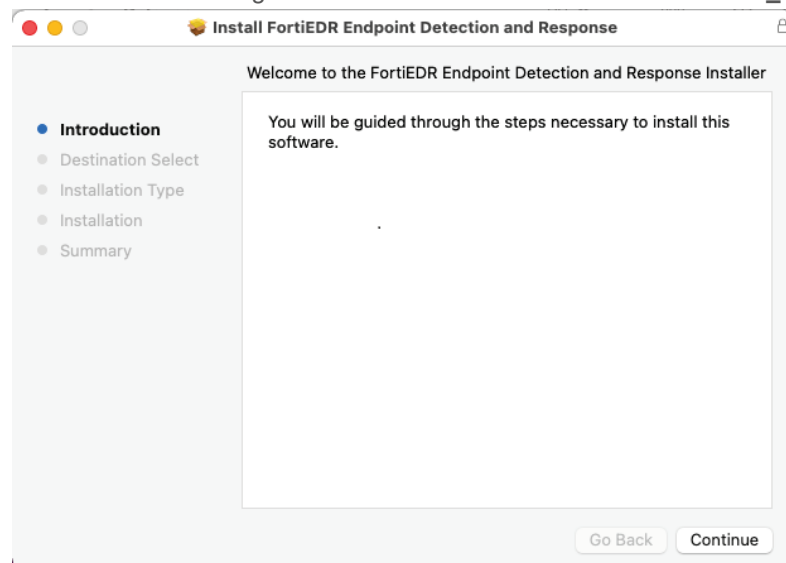 Install FortiEDR Endpoint Detection and Response
Welcome to the FortiEDR Endpoint Detection and Response Installer
Introduction
Destination Select
Installation Type
Installation
Summary
You will be guided through the steps necessary to install this
software.
Go Back
Continue